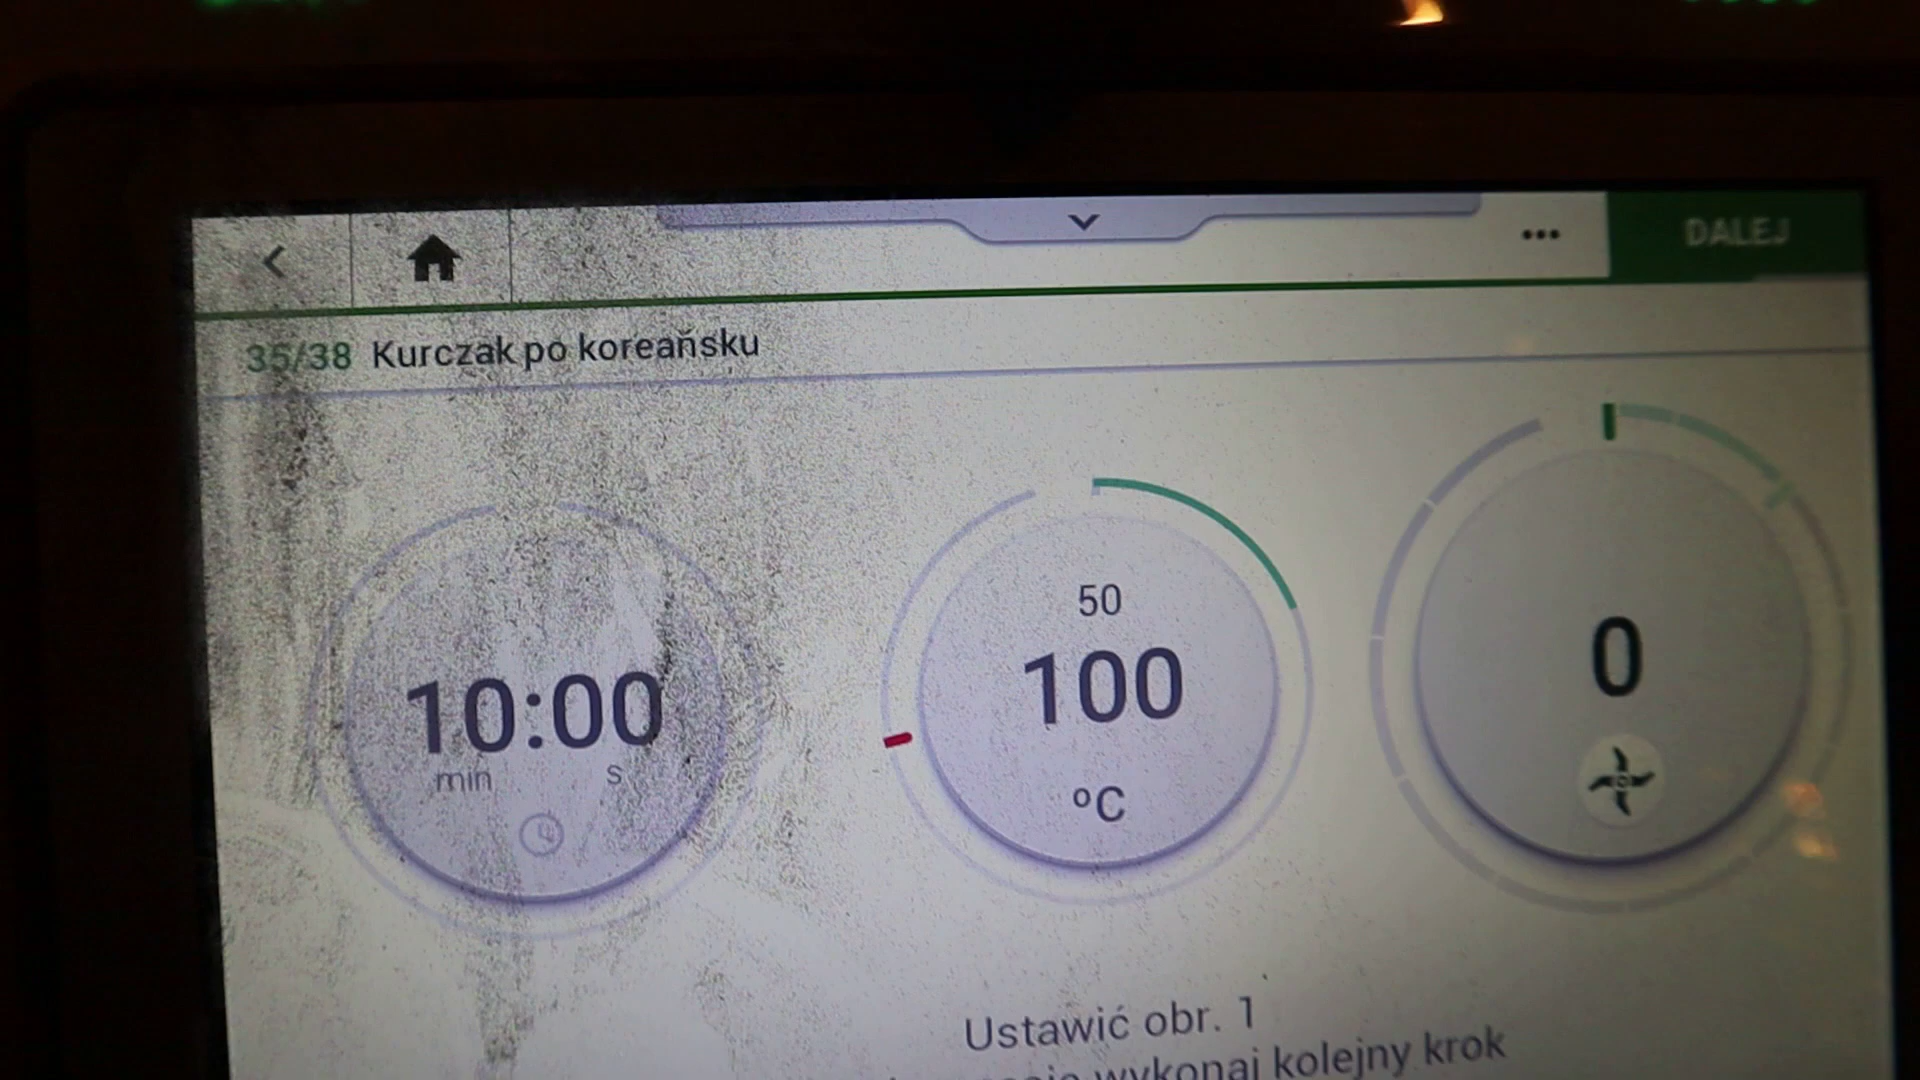 DALEJ
35/38 Kurczak po koreańsku
10:00
min s
50
100
°C
0
Ustawić obr. 1
wykonaj kolejny krok